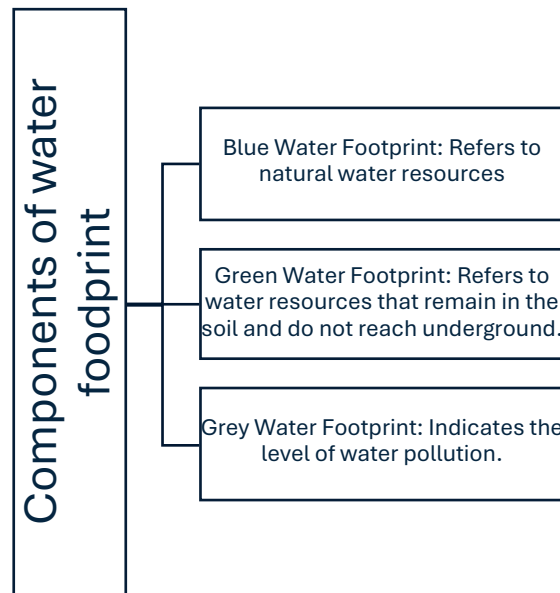 Components of water
foodprint
Blue Water Footprint: Refers to
natural water resources
Green Water Footprint: Refers to
water resources that remain in the
soil and do not reach underground.
Grey Water Footprint: Indicates the
level of water pollution.